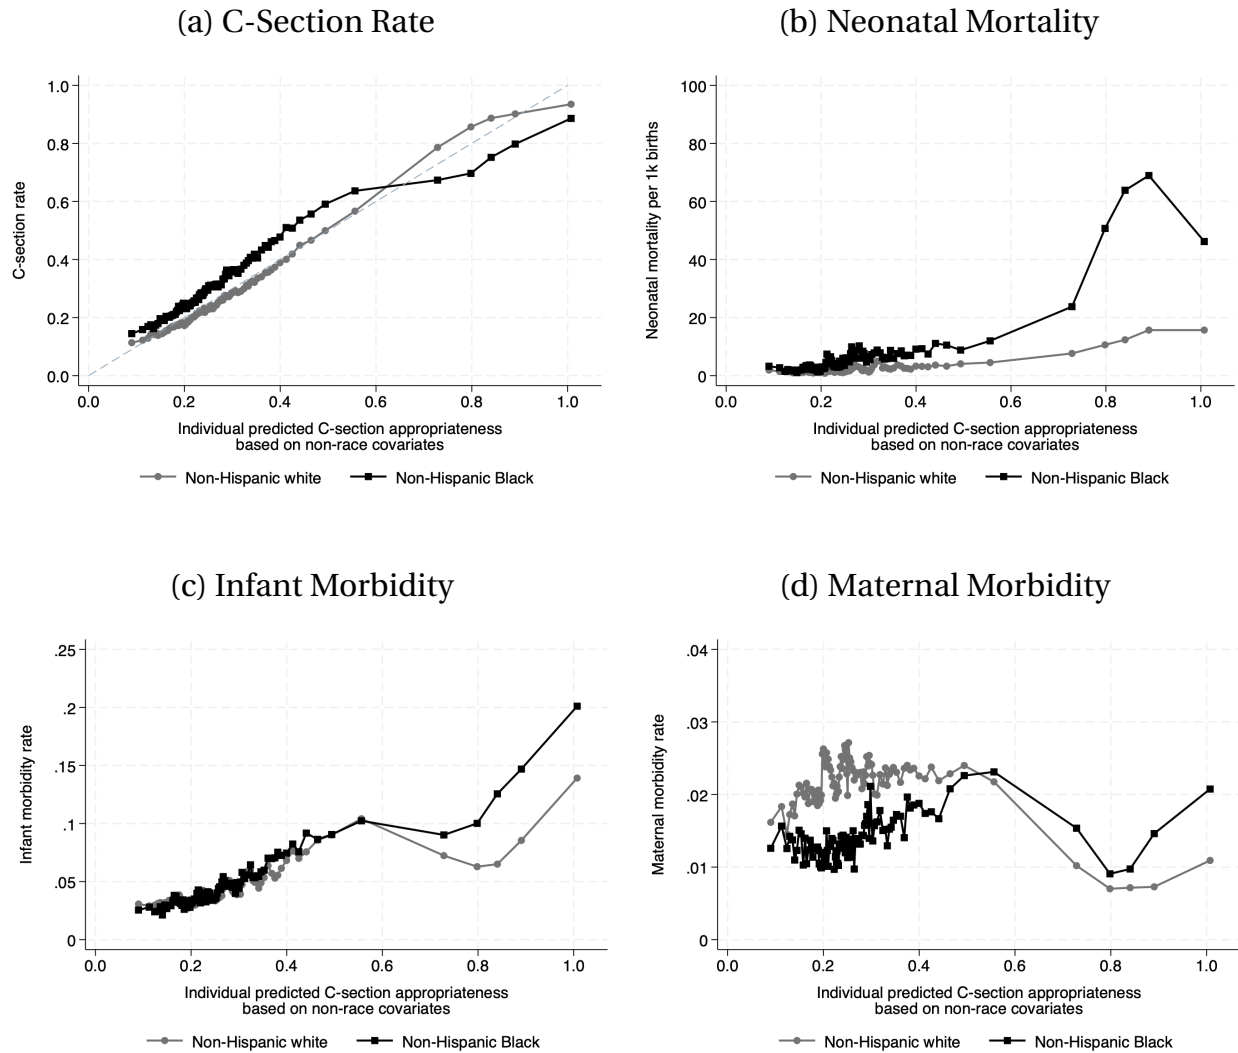 (a) C-Section Rate
1.0
0.8
0.6
0.4
0.2
0.0
C-section rate
0.0 0.2 0.4 0.6 0.8 1.0
Individual predicted C-section appropriateness
based on non-race covariates
Non-Hispanic white Non-Hispanic Black
(b) Neonatal Mortality
100
80
60
40
20
0
Neonatal mortality per 1k births
0.0 0.2 0.4 0.6 0.8 1.0
Individual predicted C-section appropriateness
based on non-race covariates
Non-Hispanic white Non-Hispanic Black
(c) Infant Morbidity
.25
.2
.15
.1
.05
0
Infant morbidity rate
0.0 0.2 0.4 0.6 0.8 1.0
Individual predicted C-section appropriateness
based on non-race covariates
Non-Hispanic white Non-Hispanic Black
(d) Maternal Morbidity
.04
.03
.02
.01
0
Maternal morbidity rate
0.0 0.2 0.4 0.6 0.8 1.0
Individual predicted C-section appropriateness
based on non-race covariates
Non-Hispanic white Non-Hispanic Black